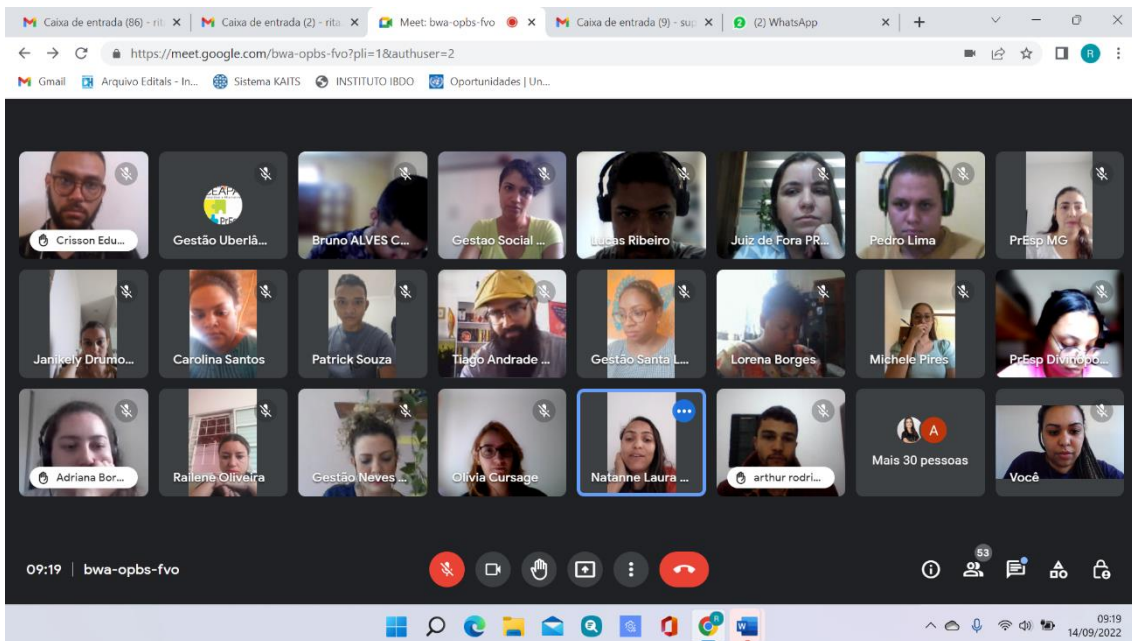 Caixa de entrada (86) - rit
Caixa de entrada (2) - rita
Meet: bwa-opbs-fvo
Caixa de entrada (9) - sup
(2) WhatsApp
https://meet.google.com/bwa-opbs-fvo?pli=1&authuser=2
R
Gmail
Arquivo Editals - In...
Sistema KAITS
INSTITUTO IBDO
Oportunidades | Un...
PrEsp
Crisson Edu...
Gestão Uberlâ...
Bruno ALVES C...
Gestao Social ...
Lucas Ribeiro
Juiz de Fora PR...
Pedro Lima
PrEsp MG
Janikely Drumo...
Carolina Santos
Patrick Souza
Tiago Andrade ...
Gestão Santa L...
Lorena Borges
Michele Pires
PrEsp Divinópo...
Adriana Bor...
Railene Oliveira
Gestão Neves ...
Olivia Cursage
Natanne Laura ...
arthur rodri...
A
Mais 30 pessoas
Você
09:19 | bwa-opbs-fvo
53
09:19
14/09/2022